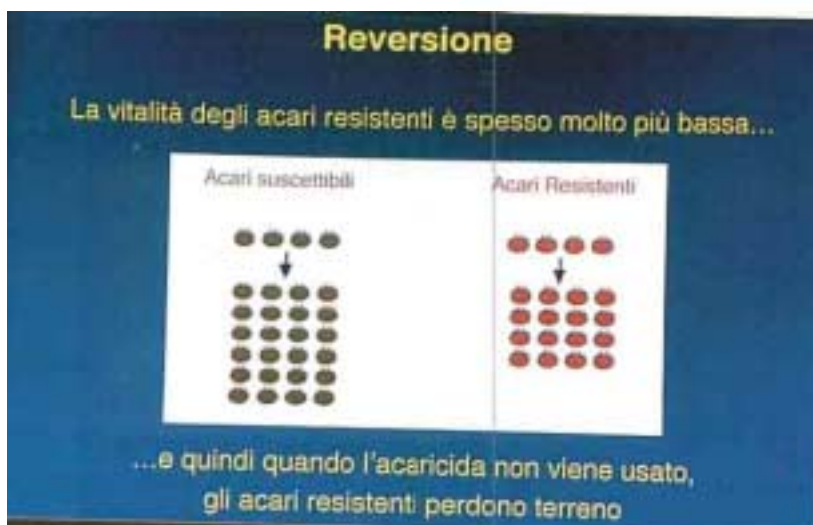 Reversione
La vitalità degli acari resistenti è spesso molto più bassa...
Acari suscettibili
Acari Resistenti
...e quindi quando l'acaricida non viene usato,
gli acari resistenti perdono terreno